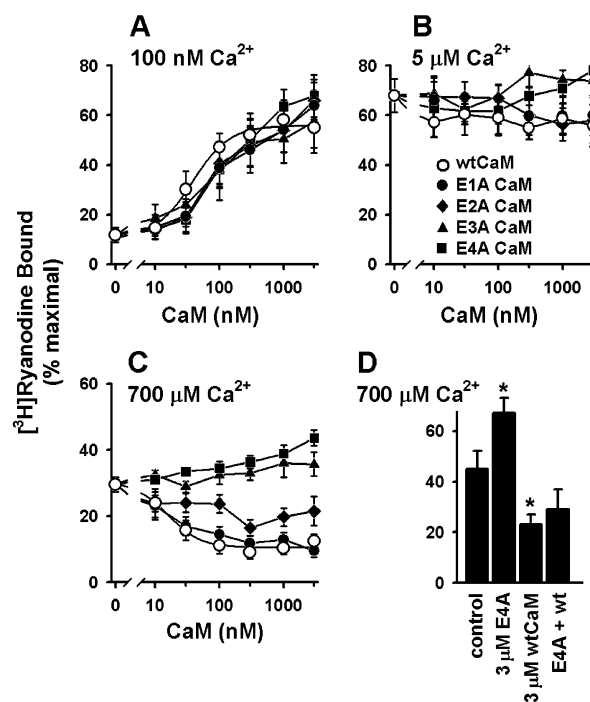 A
100 nM Ca2+
80
60
40
20
0
0
10
100
1000
CaM (nM)
B
5 μM Ca2+
80
60
40
20
0
wtCaM
E1A CaM
E2A CaM
E3A CaM
E4A CaM
0
10
100
1000
CaM (nM)
[3H]Ryanodine Bound
(% maximal)
C
700 μM Ca2+
60
40
20
0
0
10
100
1000
CaM (nM)
D
700 μM Ca2+
60
40
20
0
*
*
control
3 μM E4A
3 μM wtCaM
E4A + wt